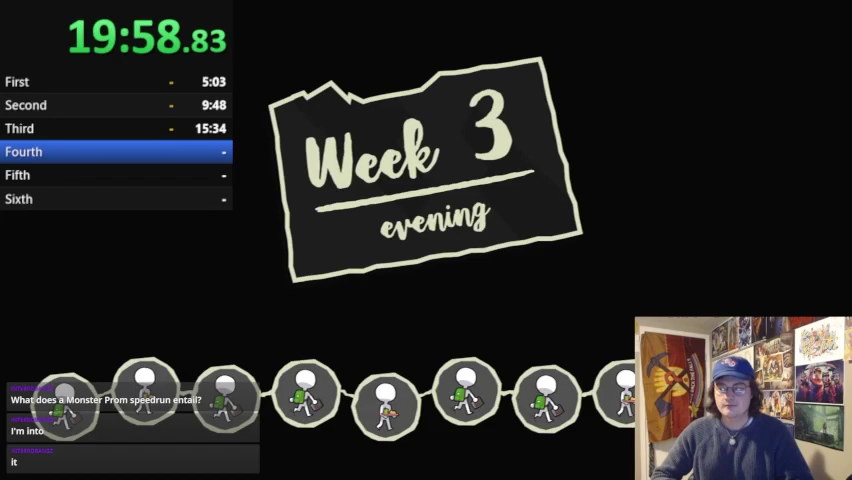 19:58.83
First - 5:03
Second - 9:48
Third - 15:34
Fourth -
Fifth -
Sixth -
Week 3
evening
What does a Monster Prom speedrun entail?
I'm into
it